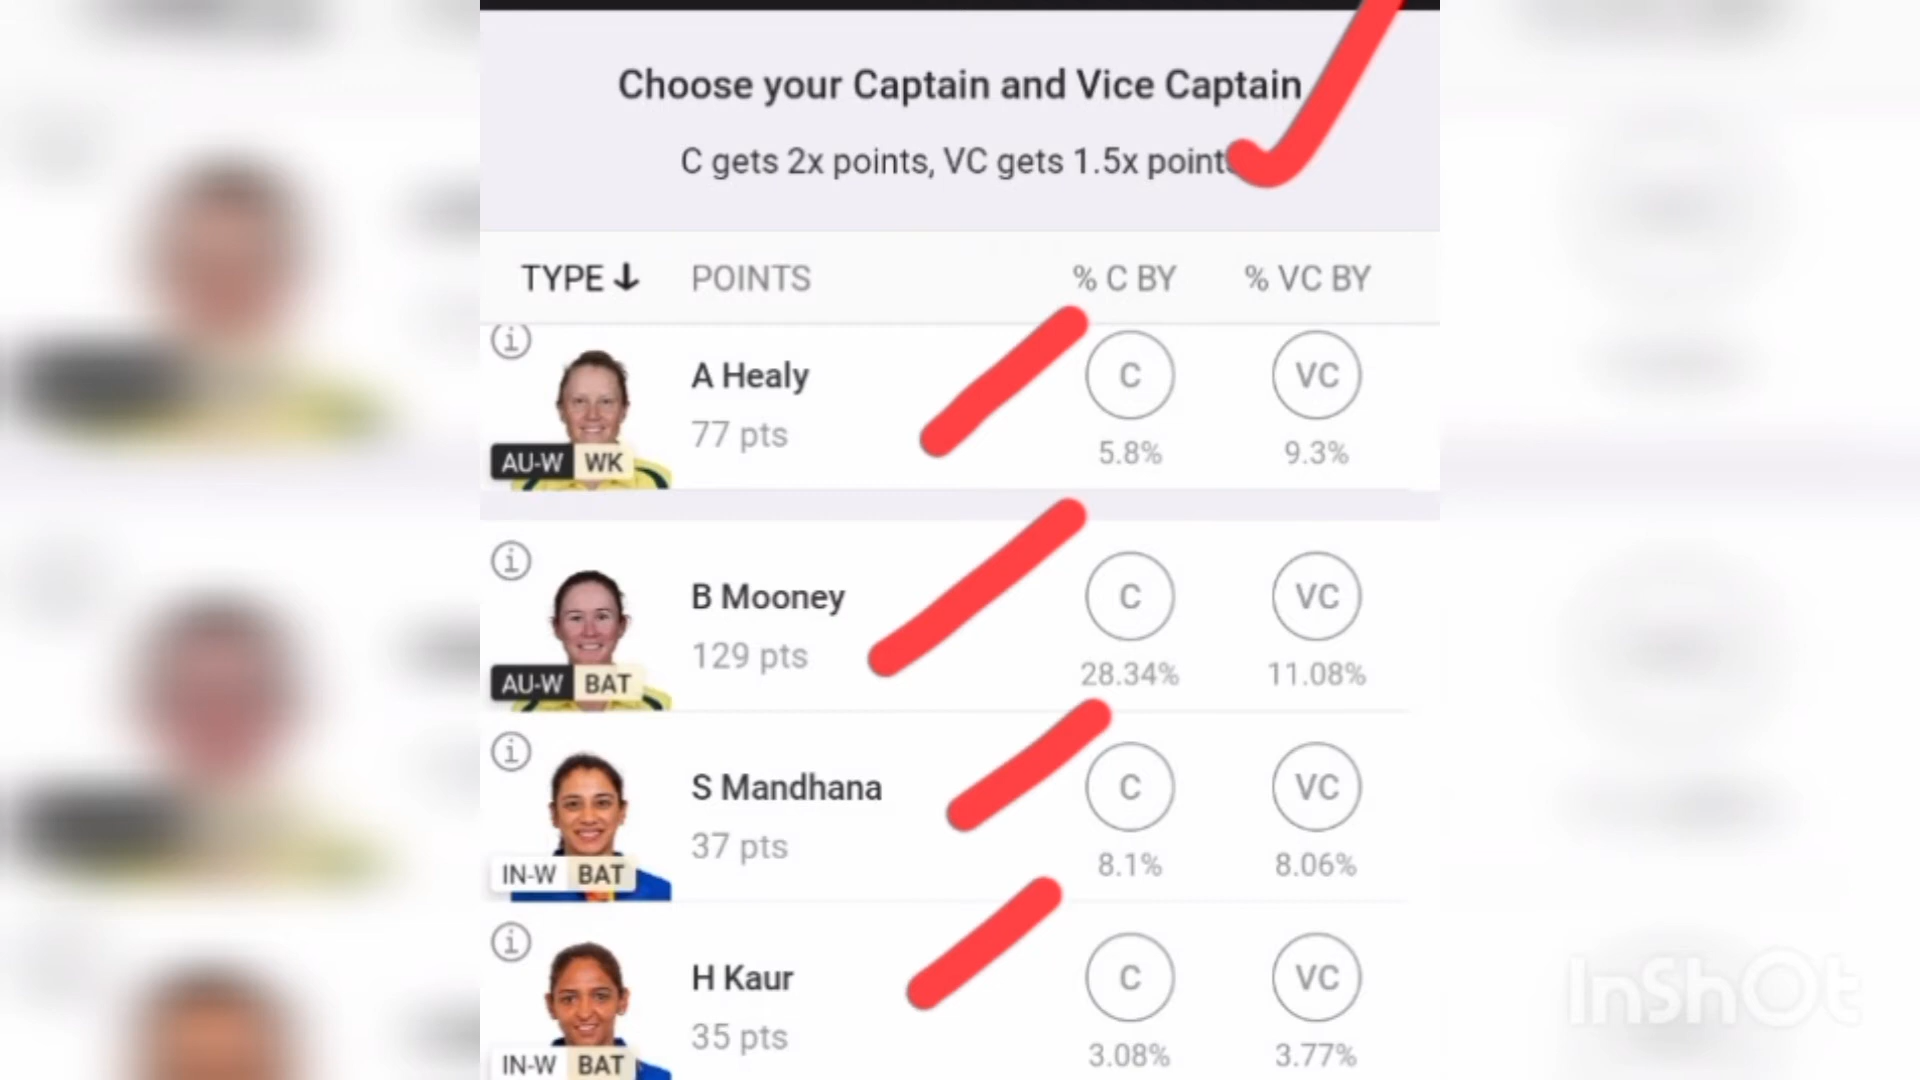 Choose your Captain and Vice Captain
C gets 2x points, VC gets 1.5x point
TYPE POINTS % C BY % VC BY
A Healy
77 pts
C
VC
5.8%
9.3%
AU-W WK
B Mooney
129 pts
C
VC
28.34%
11.08%
AU-W BAT
S Mandhana
37 pts
C
VC
8.1%
8.06%
IN-W BAT
H Kaur
35 pts
C
VC
3.08%
3.77%
IN-W BAT
InShOt